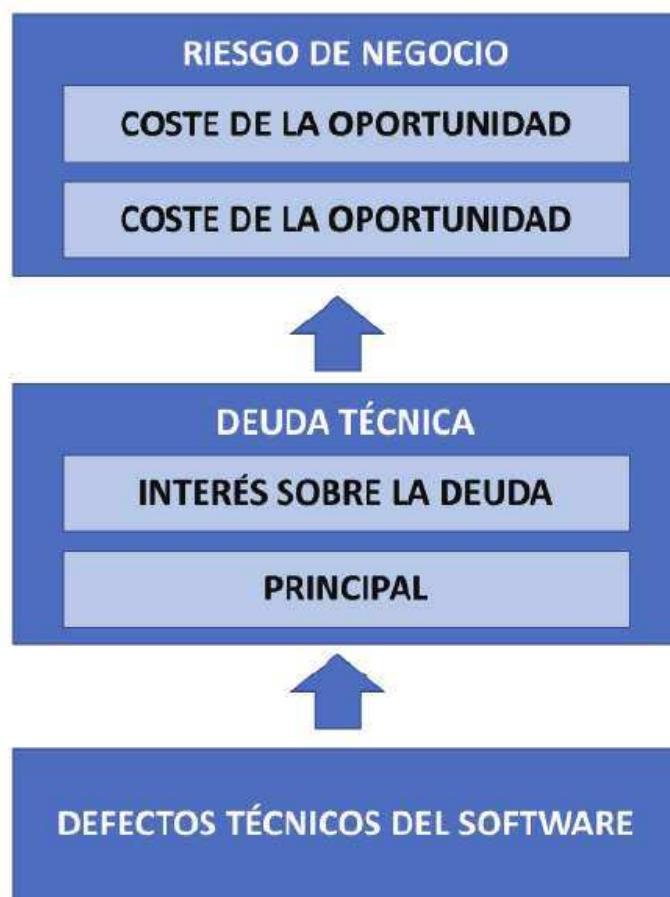 RIESGO DE NEGOCIO
COSTE DE LA OPORTUNIDAD
COSTE DE LA OPORTUNIDAD
DEUDA TÉCNICA
INTERÉS SOBRE LA DEUDA
PRINCIPAL
DEFECTOS TÉCNICOS DEL SOFTWARE